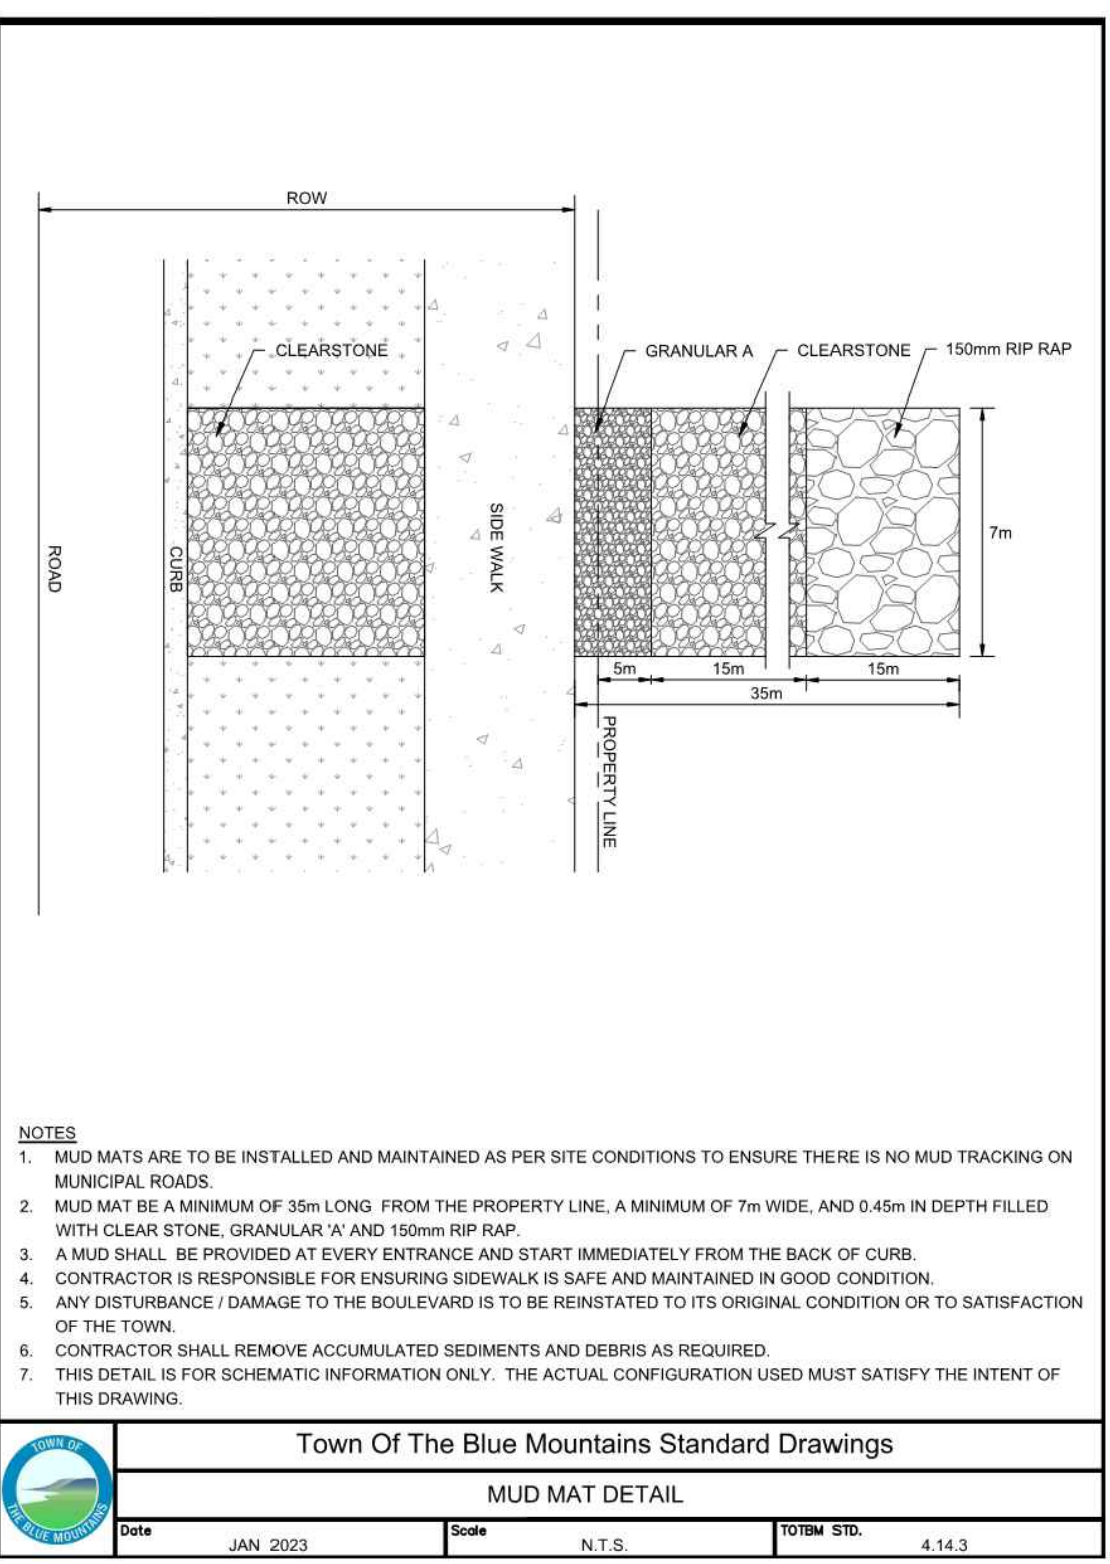 ROW
CLEARSTONE
GRANULAR A
CLEARSTONE
150mm RIP RAP
ROAD
CURB
SIDE WALK
7m
5m
15m
15m
35m
PROPERTY LINE
NOTES
1. MUD MATS ARE TO BE INSTALLED AND MAINTAINED AS PER SITE CONDITIONS TO ENSURE THERE IS NO MUD TRACKING ON
MUNICIPAL ROADS.
2. MUD MAT BE A MINIMUM OF 35m LONG FROM THE PROPERTY LINE, A MINIMUM OF 7m WIDE, AND 0.45m IN DEPTH FILLED
WITH CLEAR STONE, GRANULAR 'A' AND 150mm RIP RAP.
3. A MUD SHALL BE PROVIDED AT EVERY ENTRANCE AND START IMMEDIATELY FROM THE BACK OF CURB.
4. CONTRACTOR IS RESPONSIBLE FOR ENSURING SIDEWALK IS SAFE AND MAINTAINED IN GOOD CONDITION.
5. ANY DISTURBANCE / DAMAGE TO THE BOULEVARD IS TO BE REINSTATED TO ITS ORIGINAL CONDITION OR TO SATISFACTION
OF THE TOWN.
6. CONTRACTOR SHALL REMOVE ACCUMULATED SEDIMENTS AND DEBRIS AS REQUIRED.
7. THIS DETAIL IS FOR SCHEMATIC INFORMATION ONLY. THE ACTUAL CONFIGURATION USED MUST SATISFY THE INTENT OF
THIS DRAWING.
TOWN OF
THE BLUE MOUNTAINS
Town Of The Blue Mountains Standard Drawings
MUD MAT DETAIL
Date
JAN 2023
Scale
N.T.S.
TOTBM STD.
4.14.3